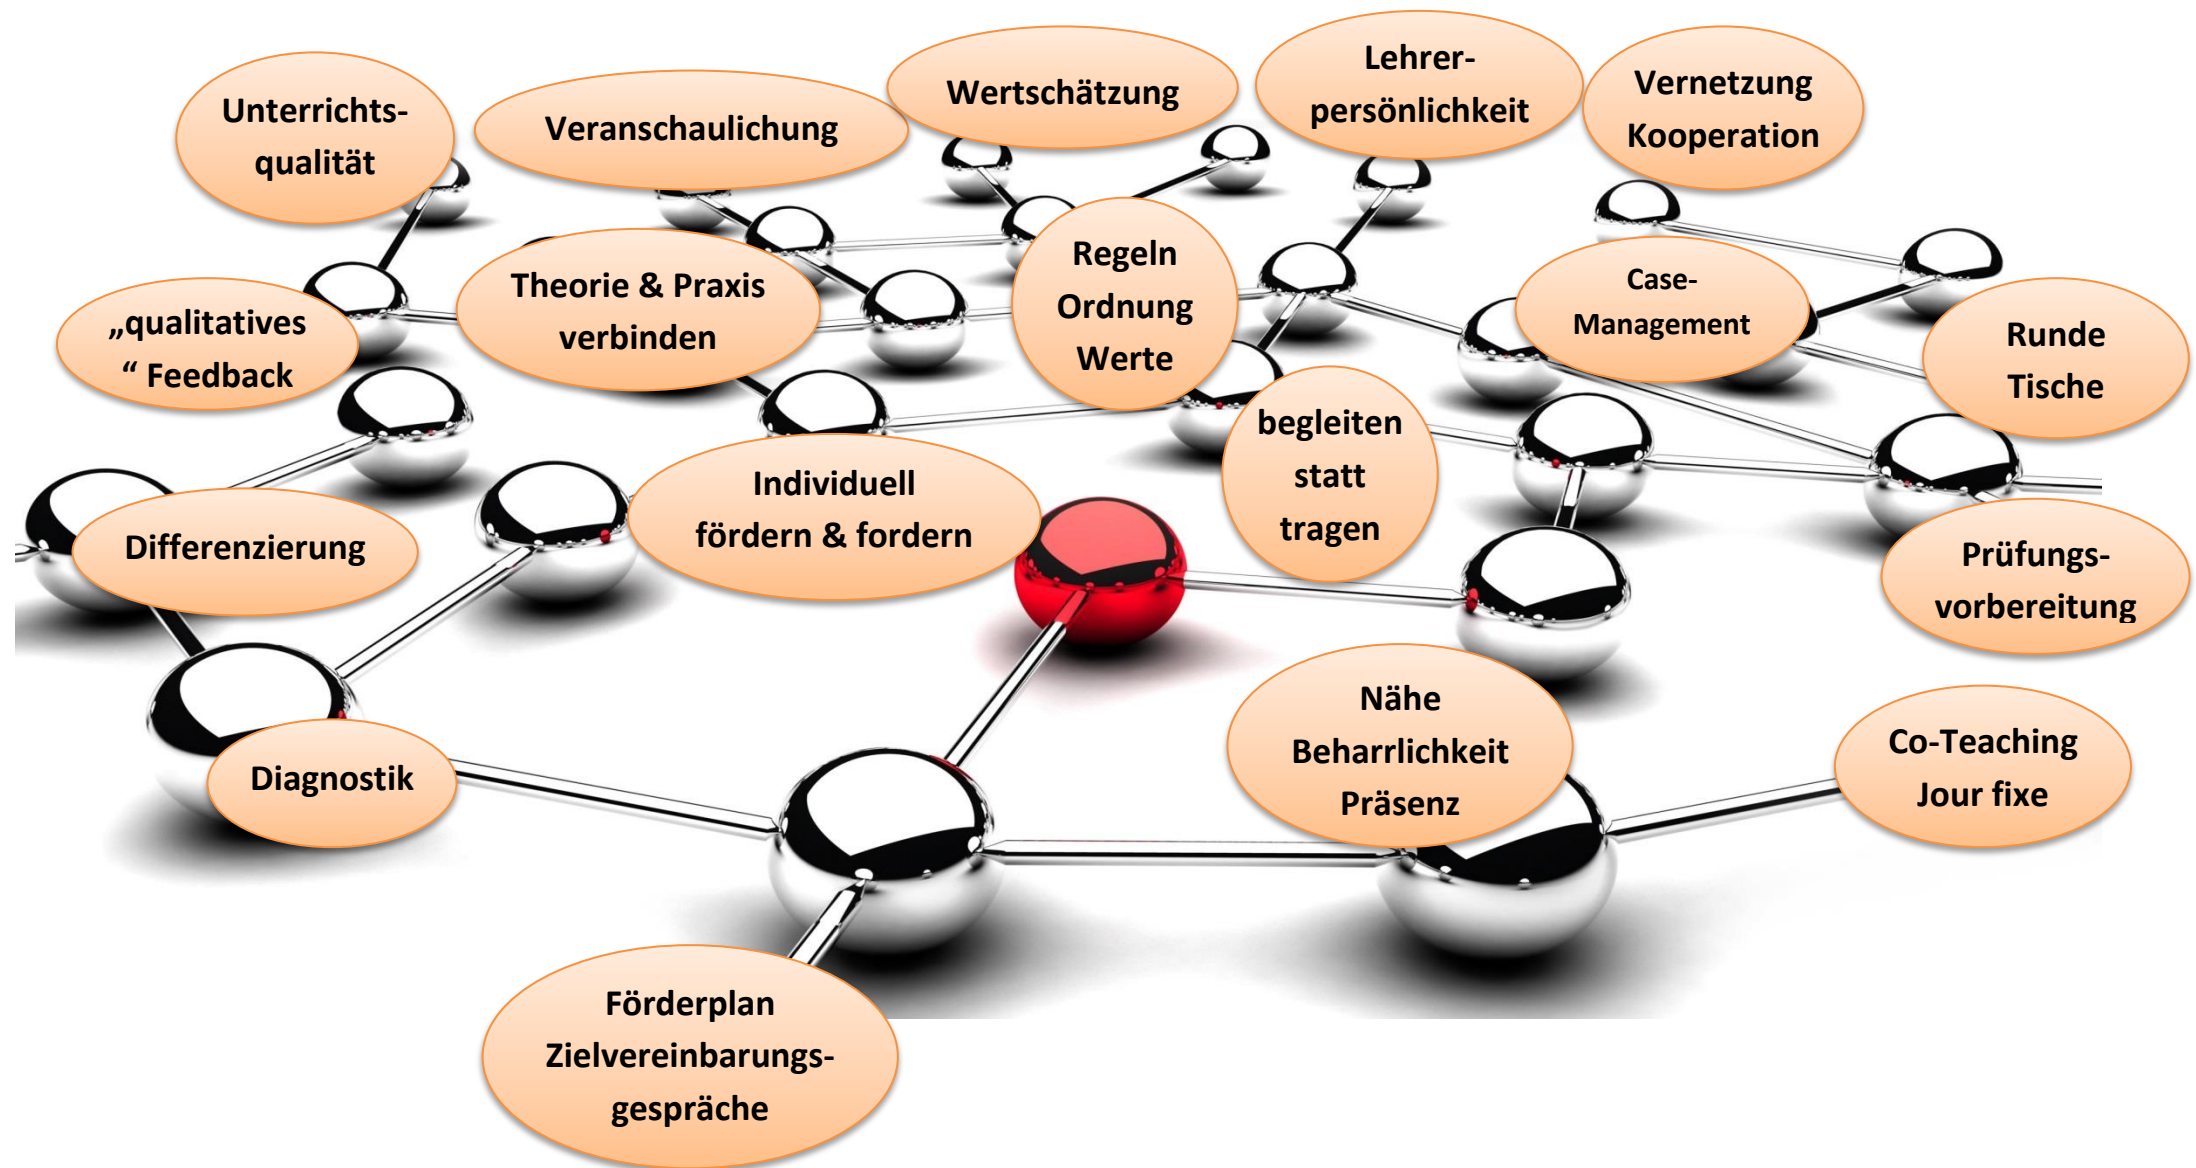 Unterrichts-
qualität
Veranschaulichung
Wertschätzung
Lehrer-
persönlichkeit
Vernetzung
Kooperation
„qualitatives
“ Feedback
Theorie & Praxis
verbinden
Regeln
Ordnung
Werte
Case-
Management
Runde
Tische
Differenzierung
Individuell
fördern & fordern
begleiten
statt
tragen
Prüfungs-
vorbereitung
Diagnostik
Nähe
Beharrlichkeit
Präsenz
Co-Teaching
Jour fixe
Förderplan
Zielvereinbarungs-
gespräche